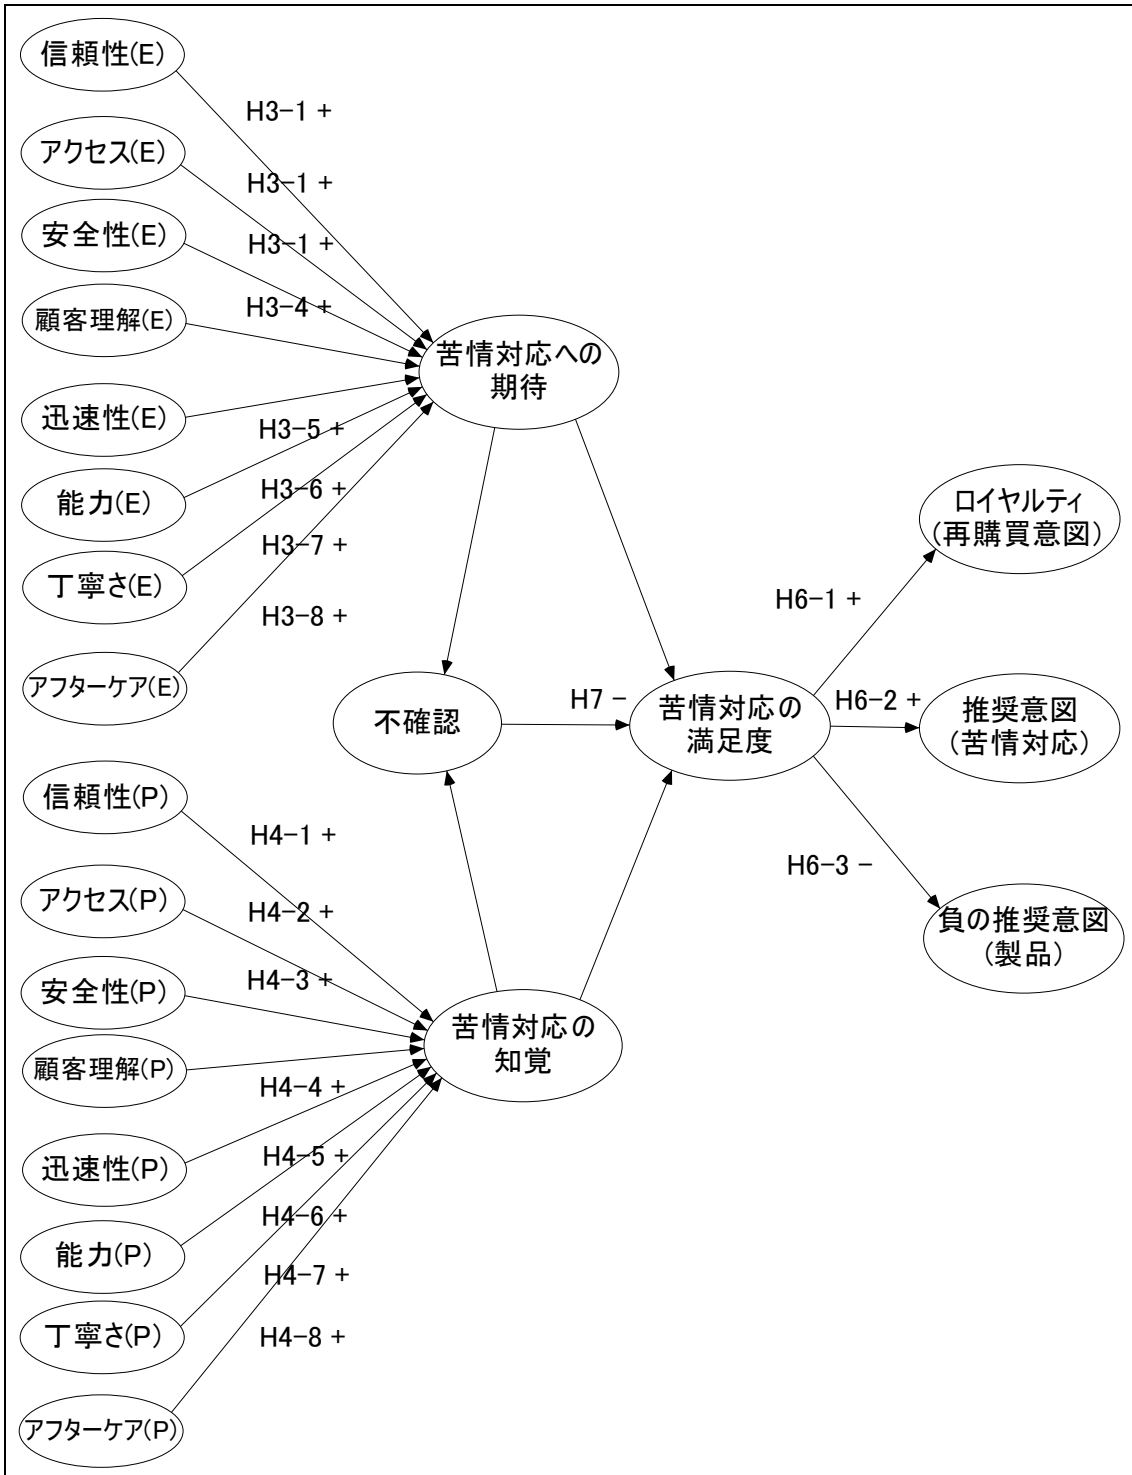 信頼性(E)
H3-1 +
アクセス(E)
H3-1 +
安全性(E)
H3-1 +
顧客理解(E)
H3-4 +
苦情対応への
期待
迅速性(E)
H3-5 +
能力(E)
H3-6 +
H3-7 +
丁寧さ(E)
H3-8 +
アフターケア(E)
ロイヤルティ
(再購買意図)
H6-1 +
不確認
H7 -
苦情対応の
満足度
H6-2 +
推奨意図
(苦情対応)
H6-3 -
負の推奨意図
(製品)
信頼性(P)
H4-1 +
アクセス(P)
H4-2 +
安全性(P)
H4-3 +
苦情対応の
知覚
顧客理解(P)
H4-4 +
迅速性(P)
H4-5 +
能力(P)
H4-6 +
H4-7 +
丁寧さ(P)
H4-8 +
アフターケア(P)